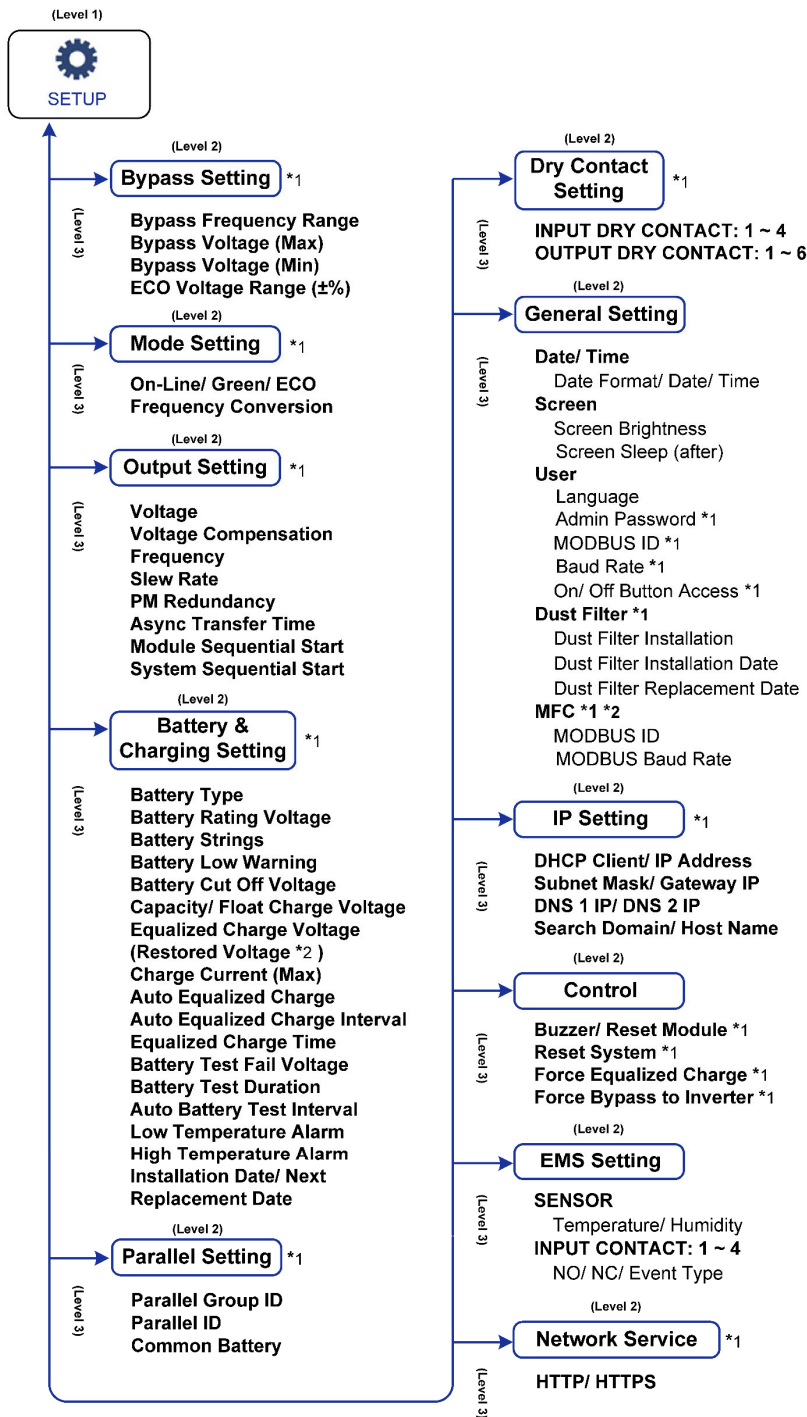 (Level 1)
SETUP
(Level 2)
Bypass Setting *1
(Level 3)
Bypass Frequency Range
Bypass Voltage (Max)
Bypass Voltage (Min)
ECO Voltage Range (±%)
(Level 2)
Mode Setting *1
(Level 3)
On-Line/ Green/ ECO
Frequency Conversion
(Level 2)
Output Setting *1
(Level 3)
Voltage
Voltage Compensation
Frequency
Slew Rate
PM Redundancy
Async Transfer Time
Module Sequential Start
System Sequential Start
(Level 2)
Battery &
Charging Setting *1
(Level 3)
Battery Type
Battery Rating Voltage
Battery Strings
Battery Low Warning
Battery Cut Off Voltage
Capacity/ Float Charge Voltage
Equalized Charge Voltage
(Restored Voltage *2 )
Charge Current (Max)
Auto Equalized Charge
Auto Equalized Charge Interval
Equalized Charge Time
Battery Test Fail Voltage
Battery Test Duration
Auto Battery Test Interval
Low Temperature Alarm
High Temperature Alarm
Installation Date/ Next
Replacement Date
(Level 2)
Parallel Setting *1
(Level 3)
Parallel Group ID
Parallel ID
Common Battery
(Level 2)
Dry Contact
Setting *1
(Level 3)
INPUT DRY CONTACT: 1 ~ 4
OUTPUT DRY CONTACT: 1 ~ 6
(Level 2)
General Setting
(Level 3)
Date/ Time
Date Format/ Date/ Time
Screen
Screen Brightness
Screen Sleep (after)
User
Language
Admin Password *1
MODBUS ID *1
Baud Rate *1
On/ Off Button Access *1
Dust Filter *1
Dust Filter Installation
Dust Filter Installation Date
Dust Filter Replacement Date
MFC *1 *2
MODBUS ID
MODBUS Baud Rate
(Level 2)
IP Setting *1
(Level 3)
DHCP Client/ IP Address
Subnet Mask/ Gateway IP
DNS 1 IP/ DNS 2 IP
Search Domain/ Host Name
(Level 2)
Control
(Level 3)
Buzzer/ Reset Module *1
Reset System *1
Force Equalized Charge *1
Force Bypass to Inverter *1
(Level 2)
EMS Setting
(Level 3)
SENSOR
Temperature/ Humidity
INPUT CONTACT: 1 ~ 4
NO/ NC/ Event Type
(Level 2)
Network Service *1
(Level 3)
HTTP/ HTTPS